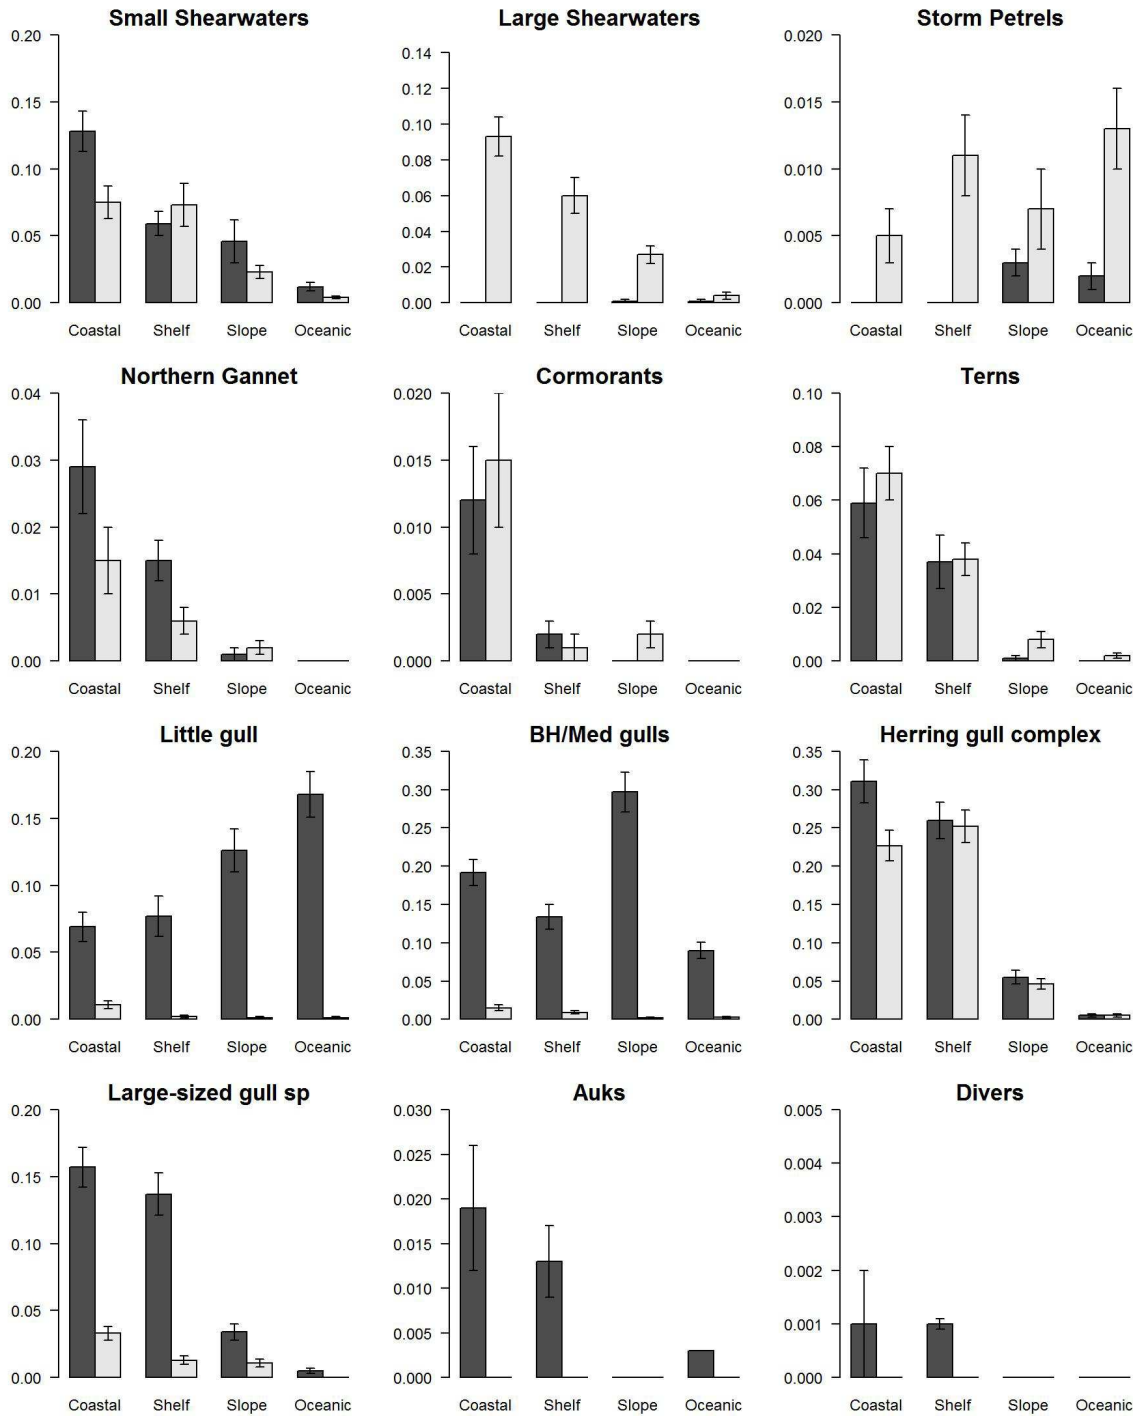 Small Shearwaters Large Shearwaters Storm Petrels
0.20 0.14 0.020
0.15 0.12 0.015
0.10 0.10 0.010
0.05 0.08 0.005
0.00 0.06 0.000
0.04
0.02
0.00
Coastal Shelf Slope Oceanic Coastal Shelf Slope Oceanic Coastal Shelf Slope Oceanic
Northern Gannet Cormorants Terns
0.04 0.020 0.10
0.03 0.015 0.08
0.02 0.010 0.06
0.01 0.005 0.04
0.00 0.000 0.02
0.00
Coastal Shelf Slope Oceanic Coastal Shelf Slope Oceanic Coastal Shelf Slope Oceanic
Little gull BH/Med gulls Herring gull complex
0.20 0.35 0.35
0.15 0.30 0.30
0.10 0.25 0.25
0.05 0.20 0.20
0.00 0.15 0.15
0.10 0.10
0.05 0.05
0.00 0.00
Coastal Shelf Slope Oceanic Coastal Shelf Slope Oceanic Coastal Shelf Slope Oceanic
Large-sized gull sp Auks Divers
0.20 0.030 0.005
0.15 0.025 0.004
0.10 0.020 0.003
0.05 0.015 0.002
0.00 0.010 0.001
0.005 0.000
0.000
Coastal Shelf Slope Oceanic Coastal Shelf Slope Oceanic Coastal Shelf Slope Oceanic